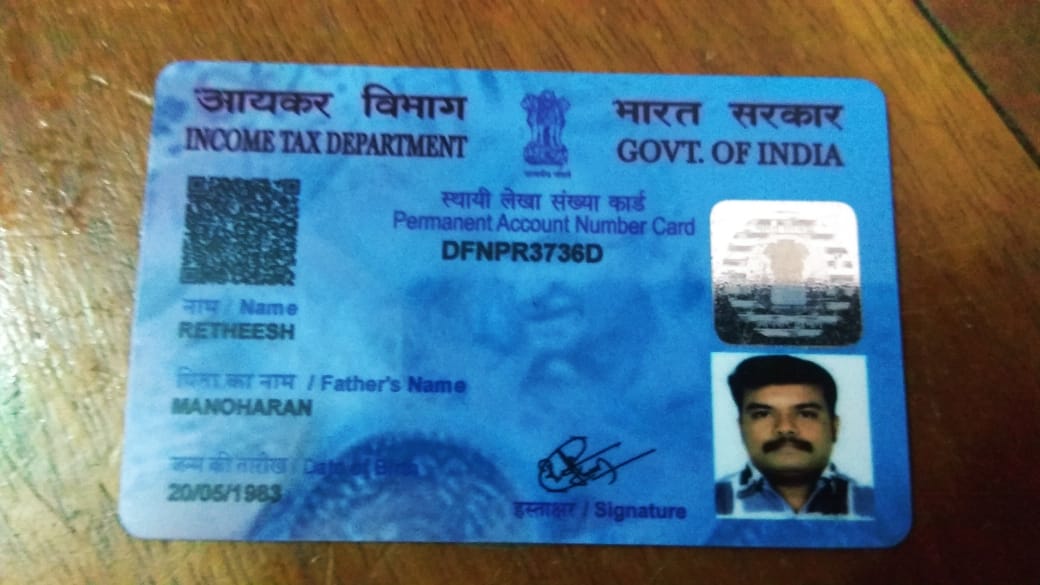 आयकर विभाग
INCOME TAX DEPARTMENT
भारत सरकार
GOVT. OF INDIA
स्थायी लेखा संख्या कार्ड
Permanent Account Number Card
DFNPR3736D
नाम / Name
RETHEESH
पिता का नाम / Father's Name
MANOHARAN
जन्म की तारीख / Date of Birth
20/05/1983
हस्ताक्षर / Signature